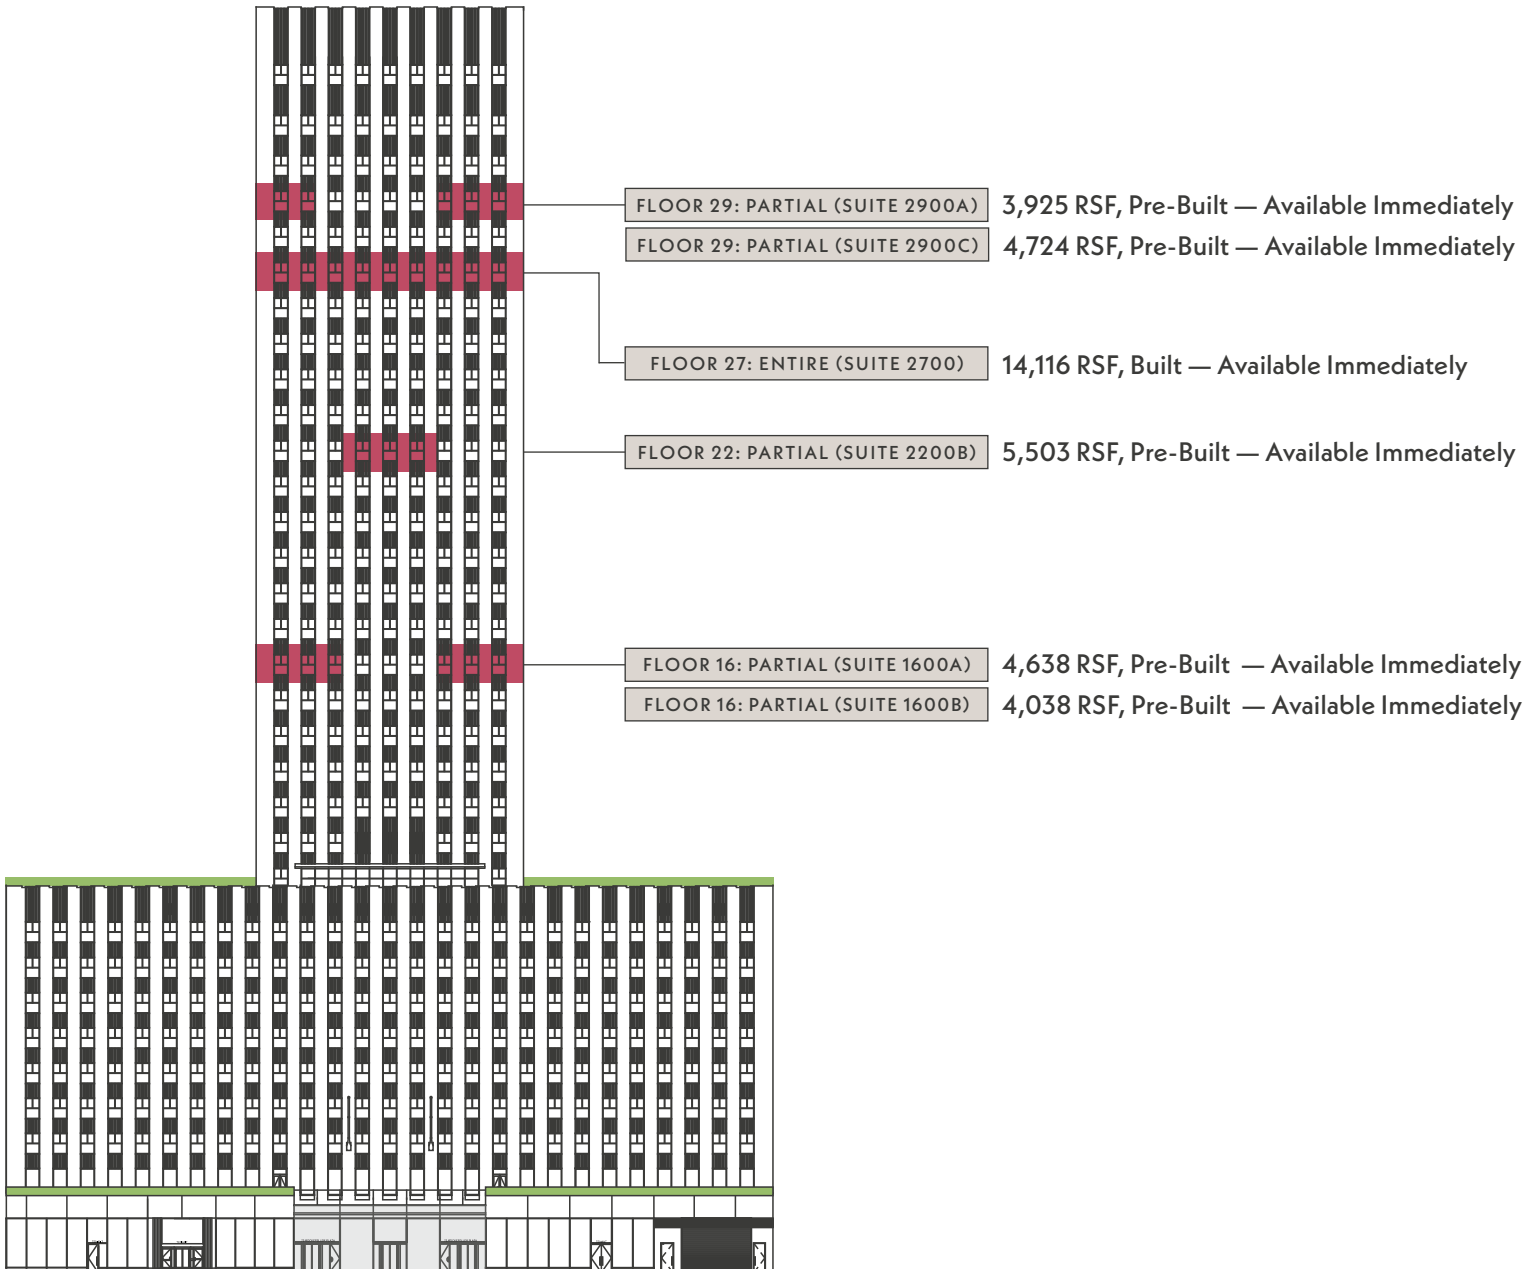 FLOOR 29: PARTIAL (SUITE 2900A) 3,925 RSF, Pre-Built — Available Immediately
FLOOR 29: PARTIAL (SUITE 2900C) 4,724 RSF, Pre-Built — Available Immediately
FLOOR 27: ENTIRE (SUITE 2700) 14,116 RSF, Built — Available Immediately
FLOOR 22: PARTIAL (SUITE 2200B) 5,503 RSF, Pre-Built — Available Immediately
FLOOR 16: PARTIAL (SUITE 1600A) 4,638 RSF, Pre-Built — Available Immediately
FLOOR 16: PARTIAL (SUITE 1600B) 4,038 RSF, Pre-Built — Available Immediately